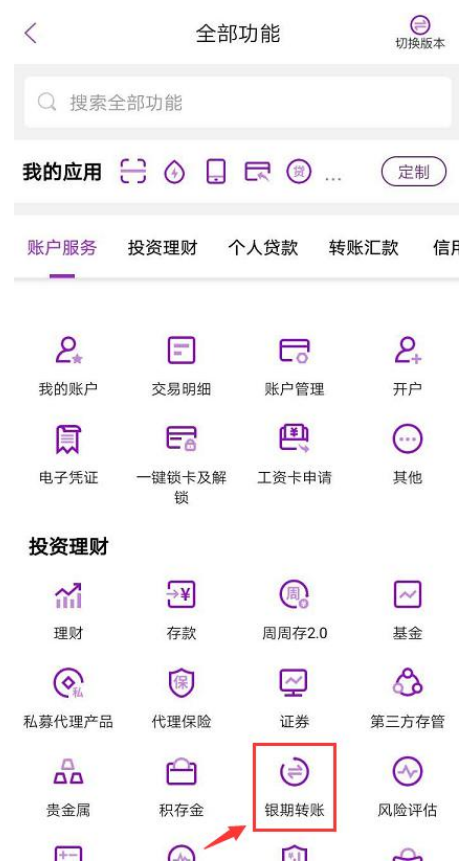 全部功能
切换版本
搜索全部功能
我的应用
贷
...
定制
账户服务 投资理财 个人贷款 转账汇款 信用
我的账户 交易明细 账户管理 开户
电子凭证 一键锁卡及解锁 工资卡申请 其他
投资理财
周
理财 存款 周周存2.0 基金
私 保
私募代理产品 代理保险 证券 第三方存管
贵金属 积存金 银期转账 风险评估